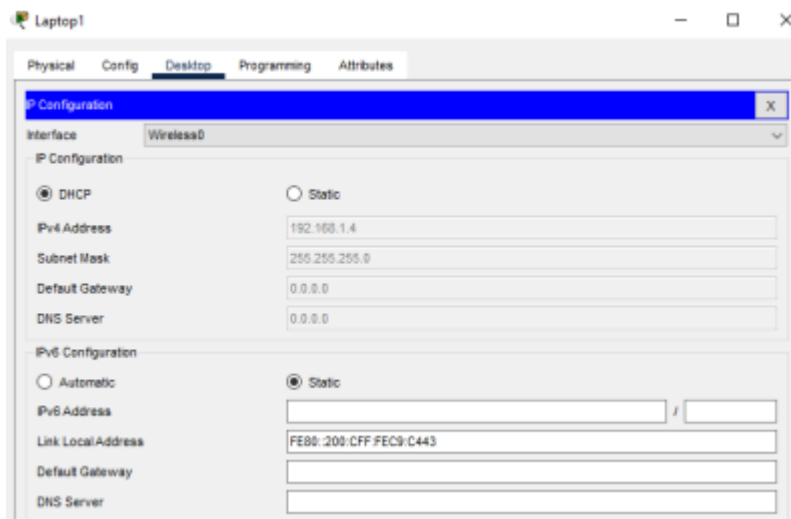 Laptop1
Physical Config Desktop Programming Attributes
IP Configuration X
Interface Wireless0
IP Configuration
DHCP Static
IPv4 Address 192.168.1.4
Subnet Mask 255.255.255.0
Default Gateway 0.0.0.0
DNS Server 0.0.0.0
IPv6 Configuration
Automatic Static
IPv6 Address /
Link Local Address FE80::200:CFF:FEC9:C443
Default Gateway
DNS Server